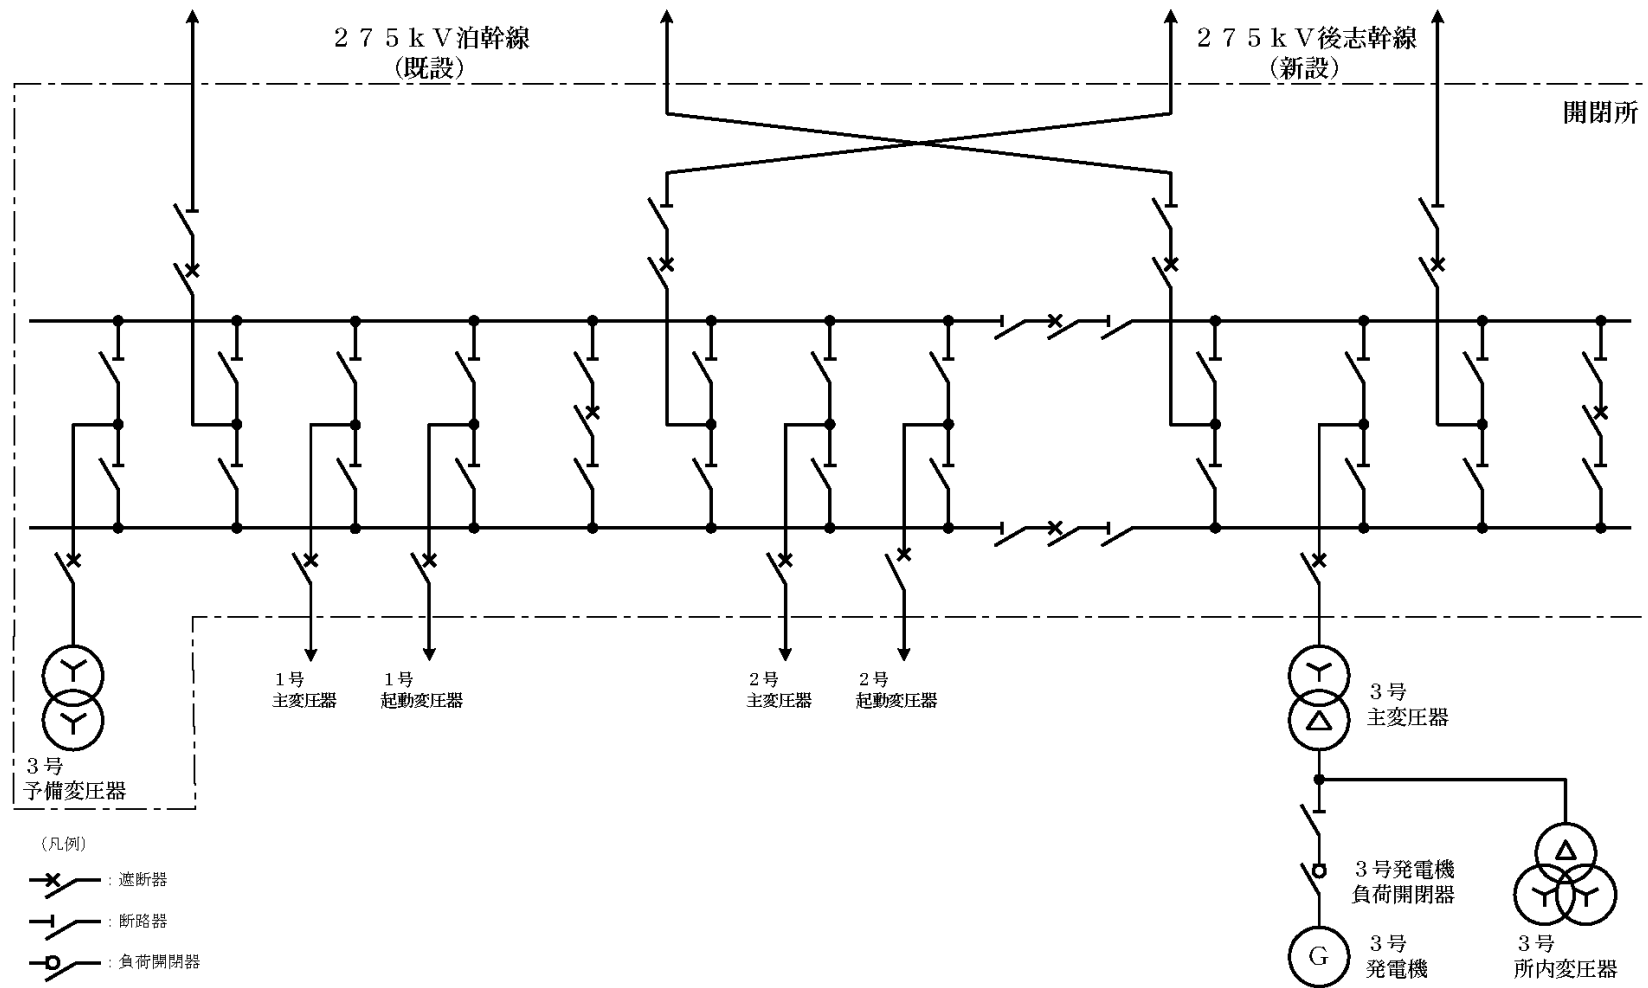 ２７５ｋＶ泊幹線
（既設）
２７５ｋＶ後志幹線
（新設）
開閉所
１号
主変圧器
１号
起動変圧器
２号
主変圧器
２号
起動変圧器
３号
主変圧器
３号
予備変圧器
（凡例）
：遮断器
：断路器
：負荷開閉器
３号発電機
負荷開閉器
G
３号
発電機
３号
所内変圧器